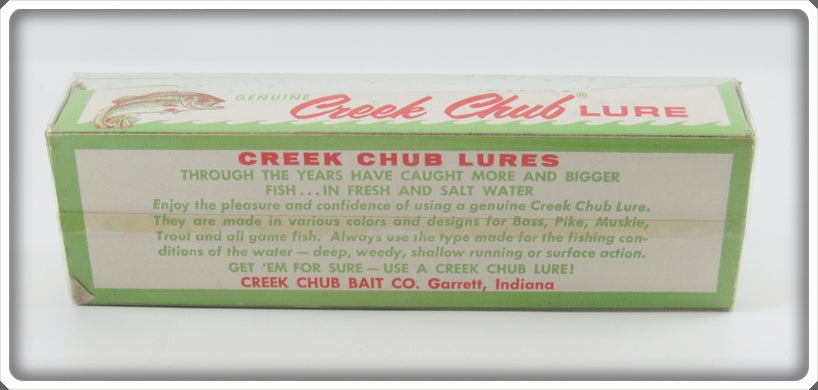 GENUINE Creek Chub® LURE
CREEK CHUB LURES
THROUGH THE YEARS HAVE CAUGHT MORE AND BIGGER
FISH...IN FRESH AND SALT WATER
Enjoy the pleasure and confidence of using a genuine Creek Chub Lure.
They are made in various colors and designs for Bass, Pike, Muskie,
Trout and all game fish. Always use the type made for the fishing con-
ditions of the water — deep, weedy, shallow running or surface action.
GET 'EM FOR SURE — USE A CREEK CHUB LURE!
CREEK CHUB BAIT CO. Garrett, Indiana